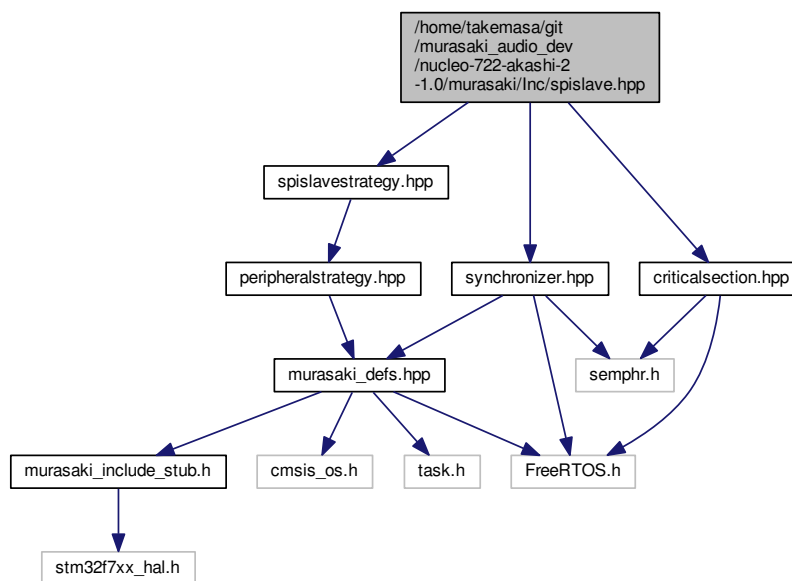 /home/takemasa/git
/murasaki_audio_dev
/nucleo-722-akashi-2
-1.0/murasaki/Inc/spislave.hpp
spislavestrategy.hpp
peripheralstrategy.hpp
synchronizer.hpp
criticalsection.hpp
murasaki_defs.hpp
semphr.h
murasaki_include_stub.h
cmsis_os.h
task.h
FreeRTOS.h
stm32f7xx_hal.h